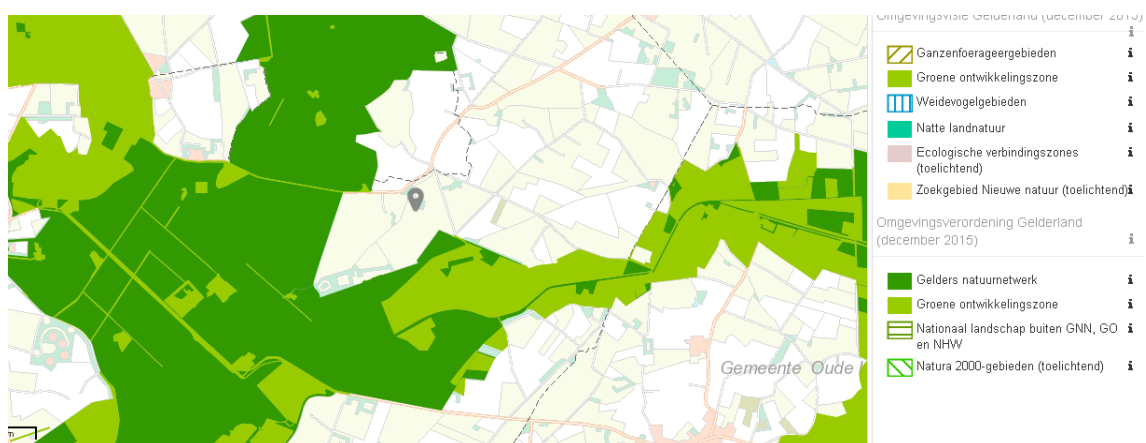 Omgevingsvisie Gelderland (december 2015)
i
Ganzenfoerageergebieden i
Groene ontwikkelingszone i
Weidevogelgebieden i
Natte landnatuur i
Ecologische verbindingszones i
(toelichtend)
Zoekgebied Nieuwe natuur (toelichtend) i
Omgevingsverordening Gelderland
(december 2015) i
Gelders natuurnetwerk i
Groene ontwikkelingszone i
Nationaal landschap buiten GNN, GO i
en NHW
Natura 2000-gebieden (toelichtend) i
Gemeente Oude
m